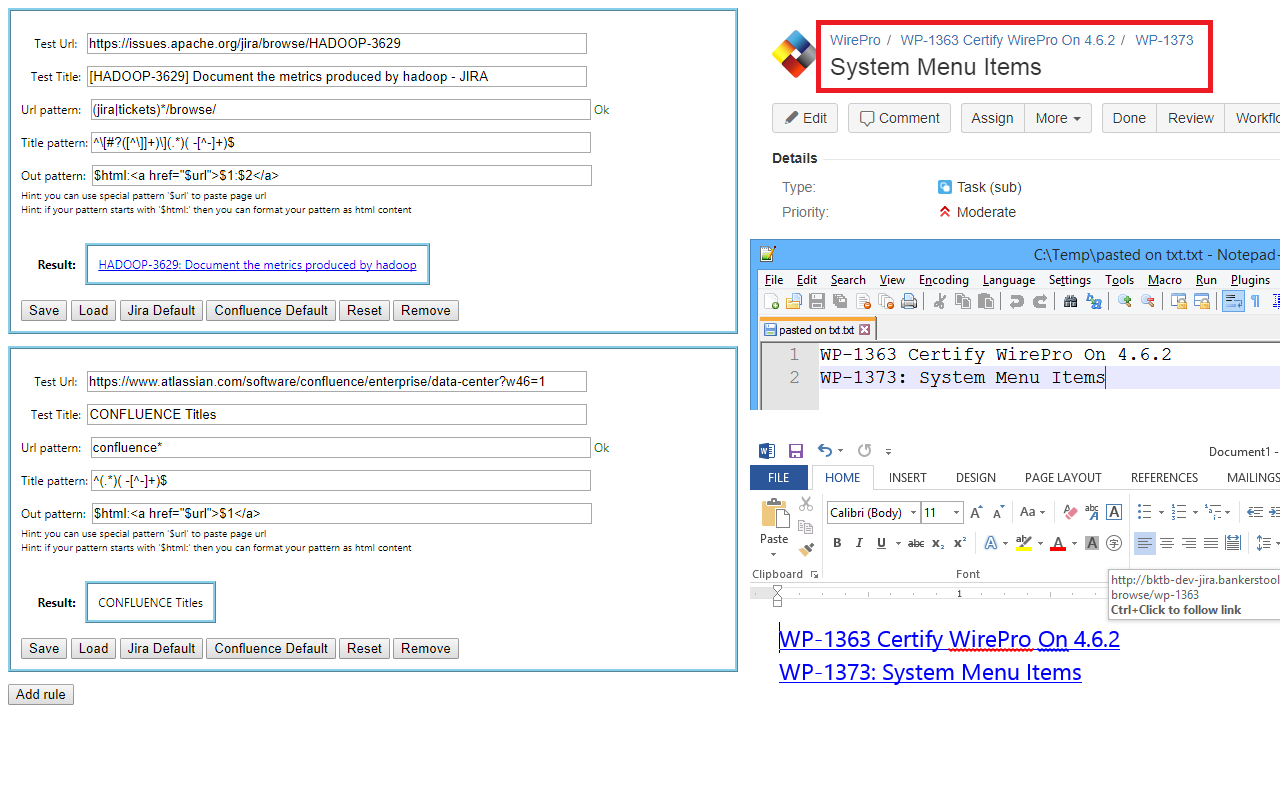 Test Url: https://issues.apache.org/jira/browse/HADOOP-3629
Test Title: [HADOOP-3629] Document the metrics produced by hadoop - JIRA
Url pattern: (jira|tickets)*/browse/ Ok
Title pattern: ^\[#?([^\]]+)\](.*)( -[^-]+)$
Out pattern: $html:<a href="$url">$1:$2</a>
Hint: you can use special pattern '$url' to paste page url
Hint: if your pattern starts with '$html:' then you can format your pattern as html content
Result: HADOOP-3629: Document the metrics produced by hadoop
Save Load Jira Default Confluence Default Reset Remove
Test Url: https://www.atlassian.com/software/confluence/enterprise/data-center?w46=1
Test Title: CONFLUENCE Titles
Url pattern: confluence* Ok
Title pattern: ^(.*)( -[^-]+)$
Out pattern: $html:<a href="$url">$1</a>
Hint: you can use special pattern '$url' to paste page url
Hint: if your pattern starts with '$html:' then you can format your pattern as html content
Result: CONFLUENCE Titles
Save Load Jira Default Confluence Default Reset Remove
Add rule
WirePro / WP-1363 Certify WirePro On 4.6.2 / WP-1373
System Menu Items
Edit Comment Assign More Done Review Workflo
Details
Type: Task (sub)
Priority: Moderate
C:\Temp\pasted on txt.txt - Notepad-
File Edit Search View Encoding Language Settings Tools Macro Run Plugins
pasted on txt.txt
1 WP-1363 Certify WirePro On 4.6.2
2 WP-1373: System Menu Items
Document1 -
FILE HOME INSERT DESIGN PAGE LAYOUT REFERENCES MAILINGS
Calibri (Body) 11 Aa abc A
Paste
B I U abc x₂ x² A ab A A 字
Clipboard Font
1
http://bktb-dev-jira.bankerstool
browse/wp-1363
Ctrl+Click to follow link
WP-1363 Certify WirePro On 4.6.2
WP-1373: System Menu Items